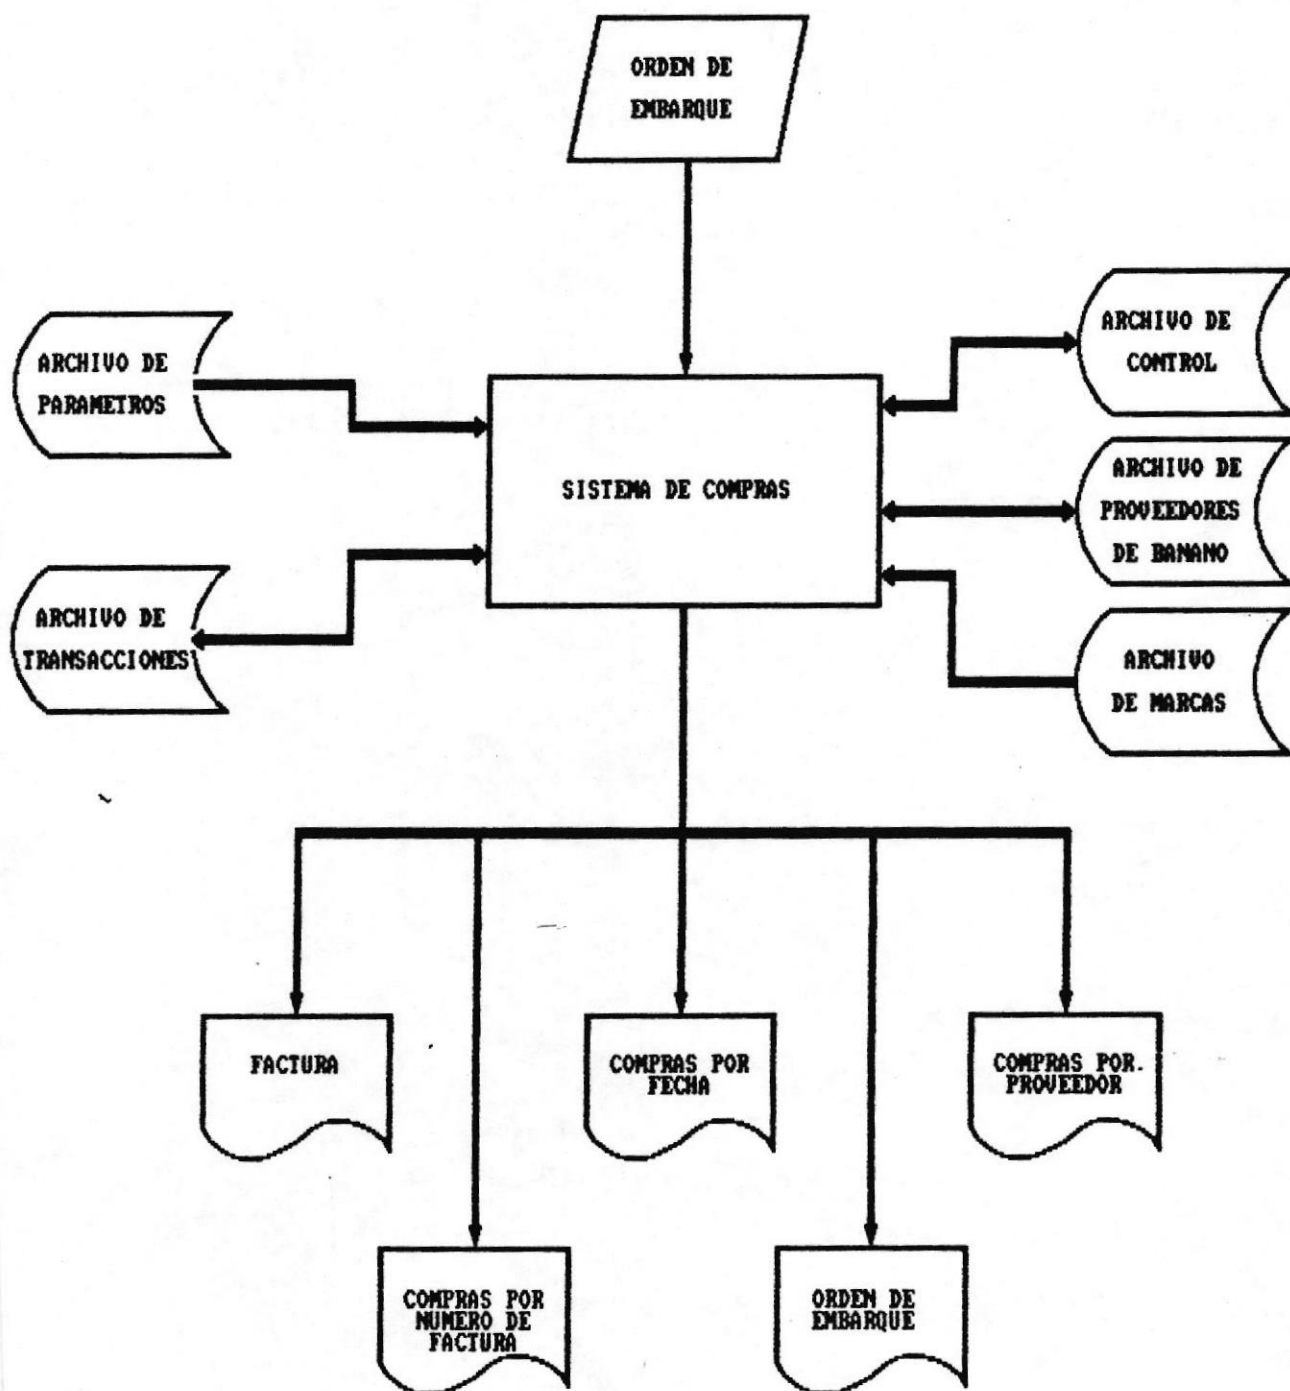 ORDEN DE
EMBARQUE
ARCHIVO DE
CONTROL
ARCHIVO DE
PARAMETROS
SISTEMA DE COMPRAS
ARCHIVO DE
PROVEEDORES
DE BANANO
ARCHIVO DE
TRANSACCIONES
ARCHIVO
DE MARCAS
FACTURA
COMPRAS POR
FECHA
COMPRAS POR.
PROVEEDOR
COMPRAS POR
NUMERO DE
FACTURA
ORDEN DE
EMBARQUE